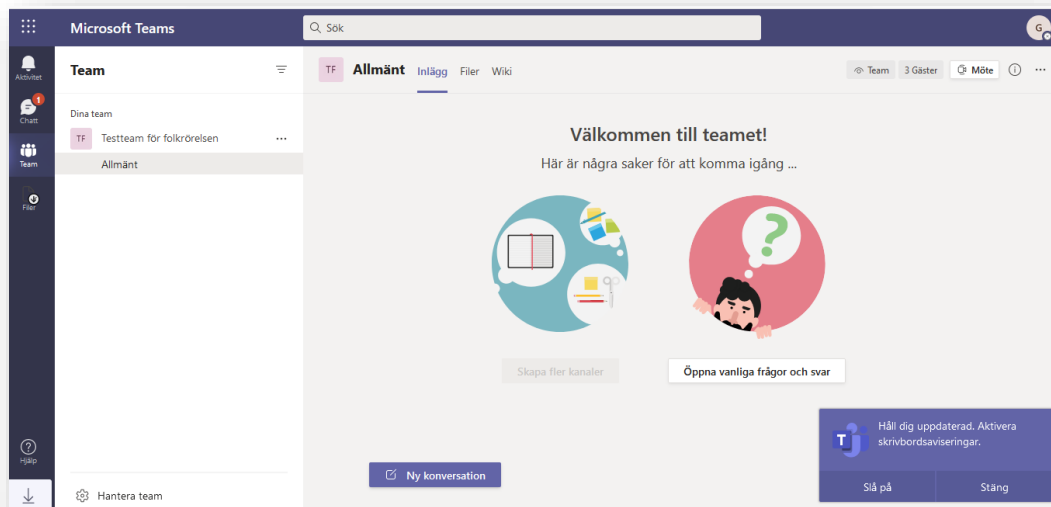 Microsoft Teams
Sök
G
Aktivitet
1
Chatt
Team
Filer
Hjälp
Team
Dina team
TF Testteam för folkrörelsen ...
Allmänt
Hantera team
TF Allmänt Inlägg Filer Wiki
Team 3 Gäster Möte ...
Välkommen till teamet!
Här är några saker för att komma igång ...
?
Skapa fler kanaler
Öppna vanliga frågor och svar
Ny konversation
T
Håll dig uppdaterad. Aktivera
skrivbordsaviseringar.
Slå på Stäng